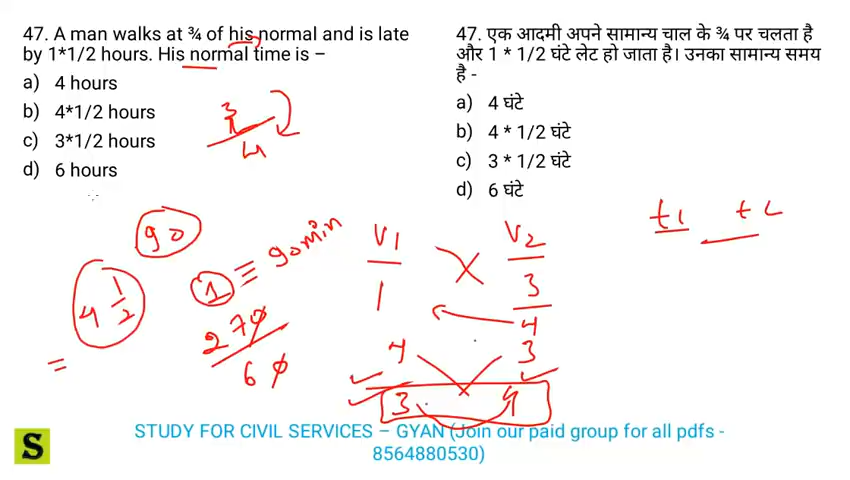 47. A man walks at ¾ of his normal and is late
by 1*1/2 hours. His normal time is –
a) 4 hours
b) 4*1/2 hours
c) 3*1/2 hours
d) 6 hours
47. एक आदमी अपने सामान्य चाल के ¾ पर चलता है
और 1 * 1/2 घंटे लेट हो जाता है। उनका सामान्य समय
है -
a) 4 घंटे
b) 4 * 1/2 घंटे
c) 3 * 1/2 घंटे
d) 6 घंटे
3
4
t1 t2
90
1 ≡ 90min
V1 V2
1 3
4
4 1/2
=
270
60
4 3
3 4
S
STUDY FOR CIVIL SERVICES – GYAN (Join our paid group for all pdfs -
8564880530)